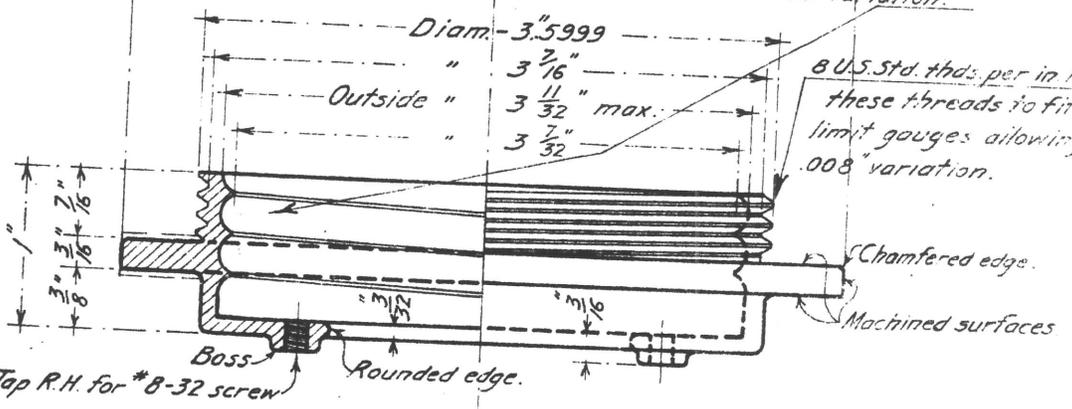 Diam.- 3".5999
" 3 7/16"
Outside " 3 11/32" max.
" 3 7/32"
8 U.S. Std. thds. per in.
these threads to fit
limit gauges allowing
.008" variation.
1"
7/16"
3/16"
3/8"
3/32"
3/16"
Chamfered edge.
Machined surfaces
Boss
Rounded edge.
Tap R.H. for #8-32 screw